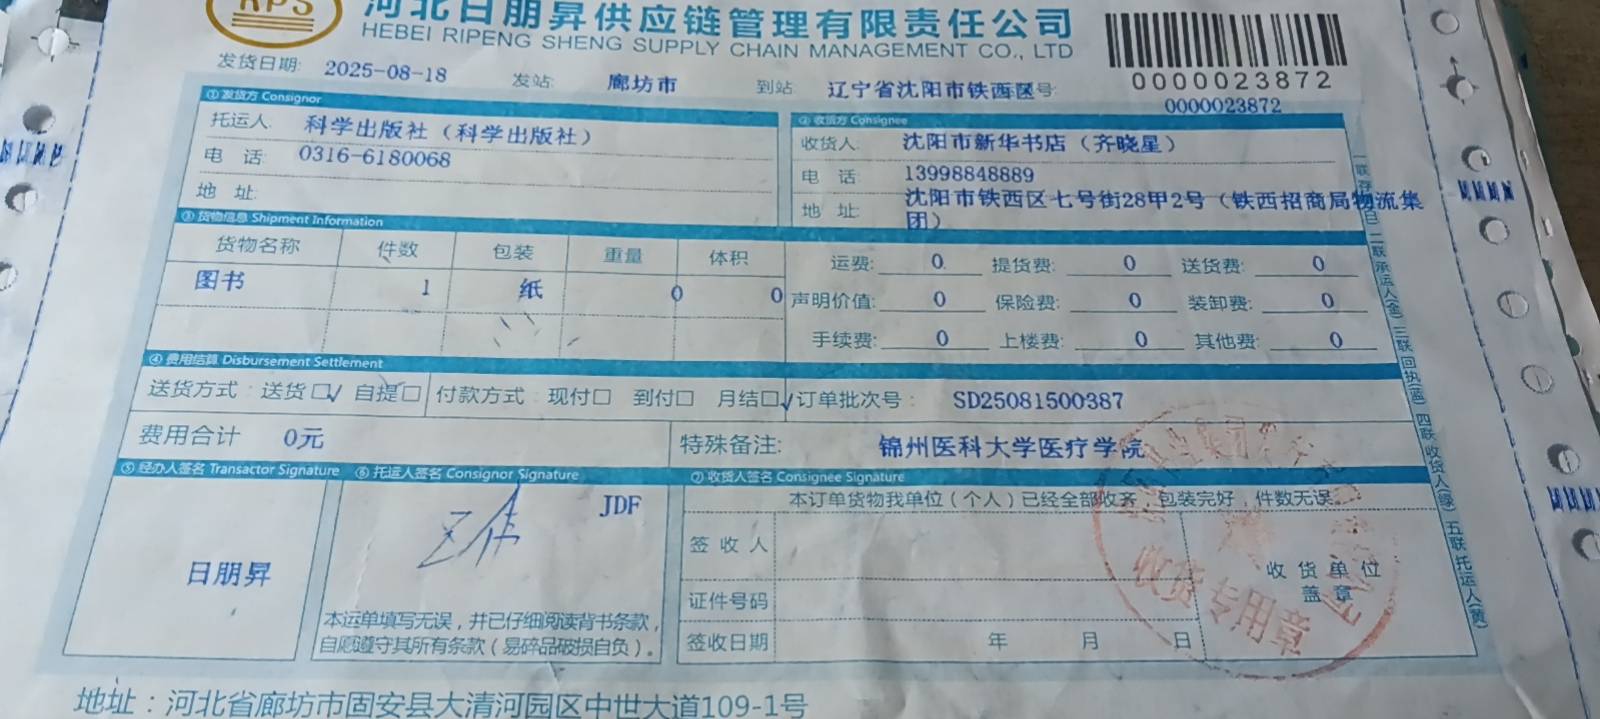 RPS
河北日朋昇供应链管理有限责任公司
HEBEI RIPENG SHENG SUPPLY CHAIN MANAGEMENT CO., LTD
0000023872
发货日期: 2025-08-18 发站: 廊坊市 到站: 辽宁省沈阳市铁西区 号: 0000023872
①发货方 Consignor ②收货方 Consignee
托运人: 科学出版社（科学出版社） 收货人: 沈阳市新华书店（齐晓星）
电 话: 0316-6180068 电 话: 13998848889
地 址: 地 址: 沈阳市铁西区七号街28甲2号（铁西招商局物流集
团）
③货物信息 Shipment Information
货物名称 件数 包装 重量 体积 运费: 0 提货费: 0 送货费: 0
图书 1 纸 0 0 声明价值: 0 保险费: 0 装卸费: 0
手续费: 0 上楼费: 0 其他费: 0
④费用结算 Disbursement Settlement
送货方式: 送货□√ 自提□ 付款方式: 现付□ 到付□ 月结□√ 订单批次号: SD25081500387
费用合计 0元 特殊备注: 锦州医科大学医疗学院
⑤经办人签名 Transactor Signature ⑥托运人签名 Consignor Signature ⑦收货人签名 Consignee Signature
本订单货物我单位（个人）已经全部收齐，包装完好，件数无误。
JDF
日朋昇
签收人
收货单位
盖章
证件号码
签收日期 年 月 日
本运单填写无误，并已仔细阅读背书条款，
自愿遵守其所有条款（易碎品破损自负）。
收货专用章
二联承运人(金) 三联回执(蓝) 四联收货人(绿) 五联托运人(黄)
地址：河北省廊坊市固安县大清河园区中世大道109-1号